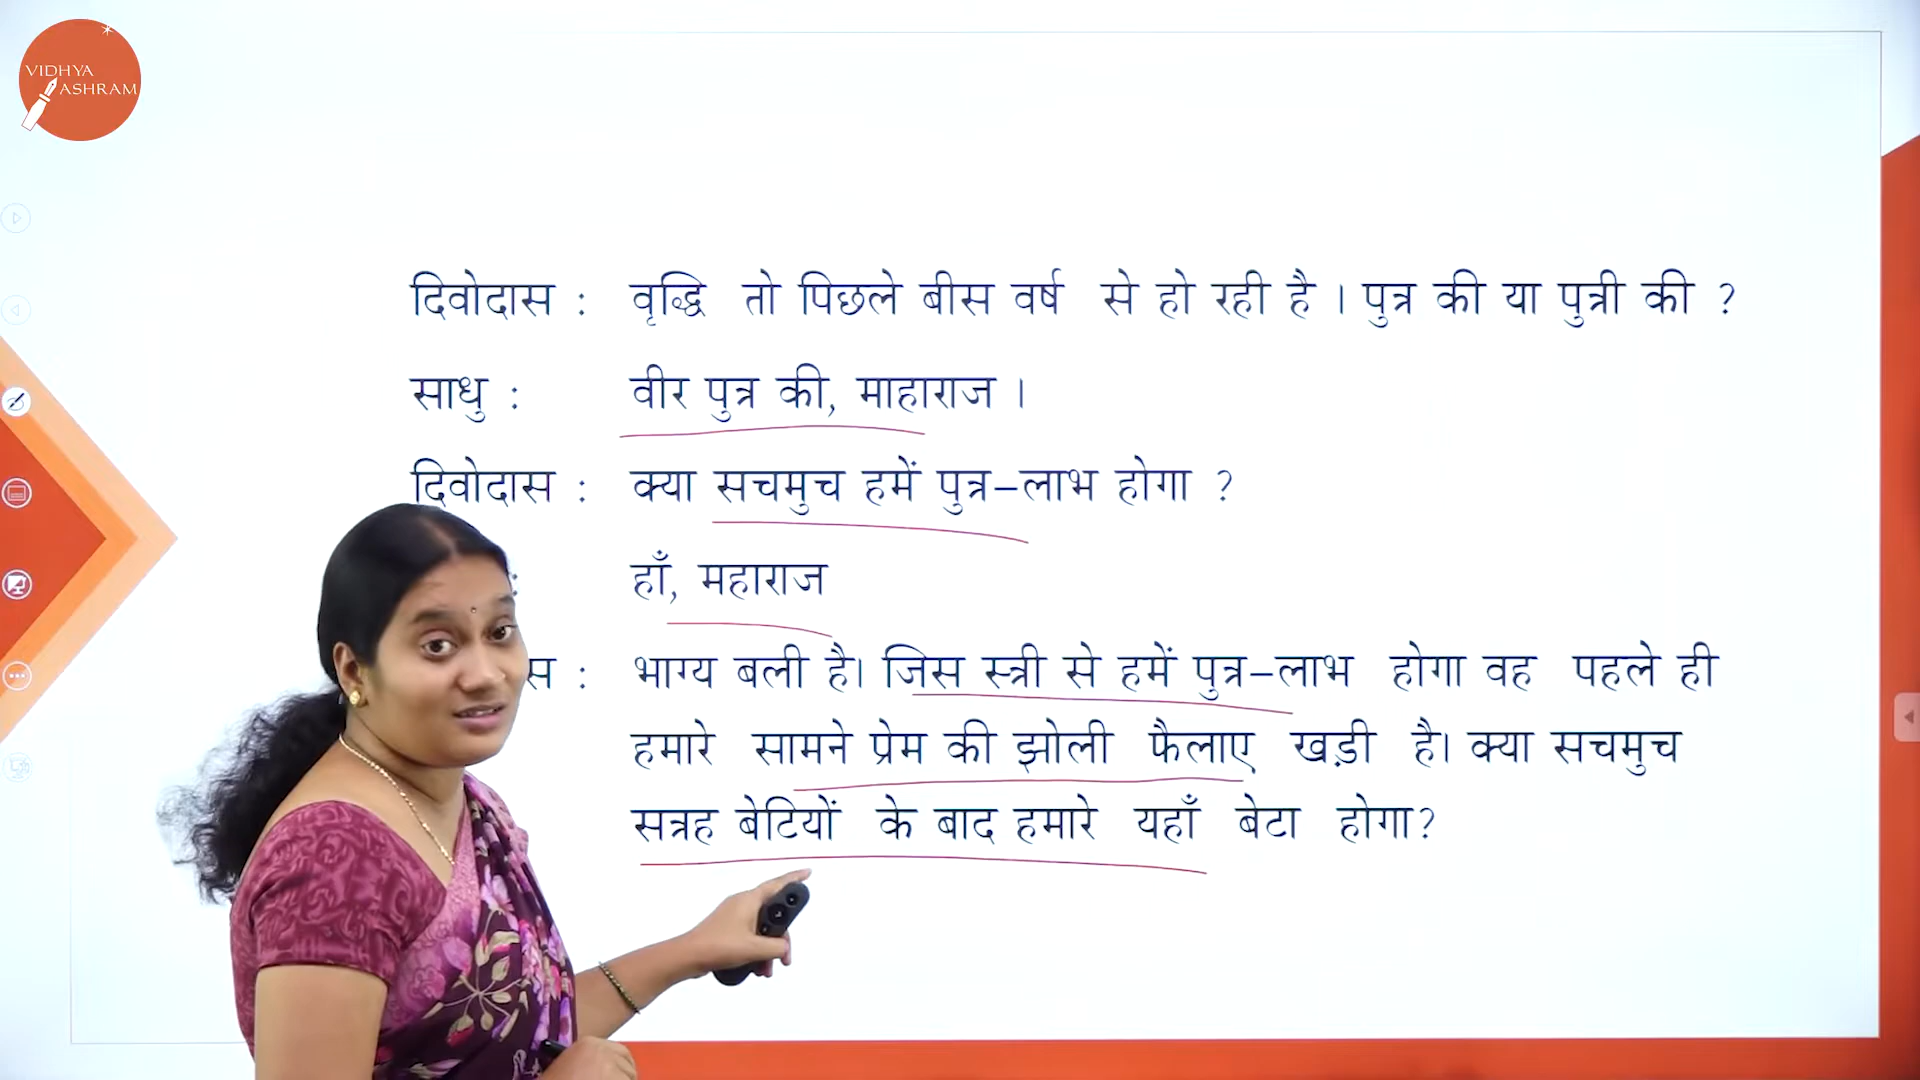 VIDHYA
ASHRAM
दिवोदास : वृद्धि तो पिछले बीस वर्ष से हो रही है । पुत्र की या पुत्री की ?
साधु : वीर पुत्र की, माहाराज ।
दिवोदास : क्या सचमुच हमें पुत्र–लाभ होगा ?
: हाँ, महाराज
स : भाग्य बली है। जिस स्त्री से हमें पुत्र–लाभ होगा वह पहले ही
हमारे सामने प्रेम की झोली फैलाए खड़ी है। क्या सचमुच
सत्रह बेटियों के बाद हमारे यहाँ बेटा होगा?